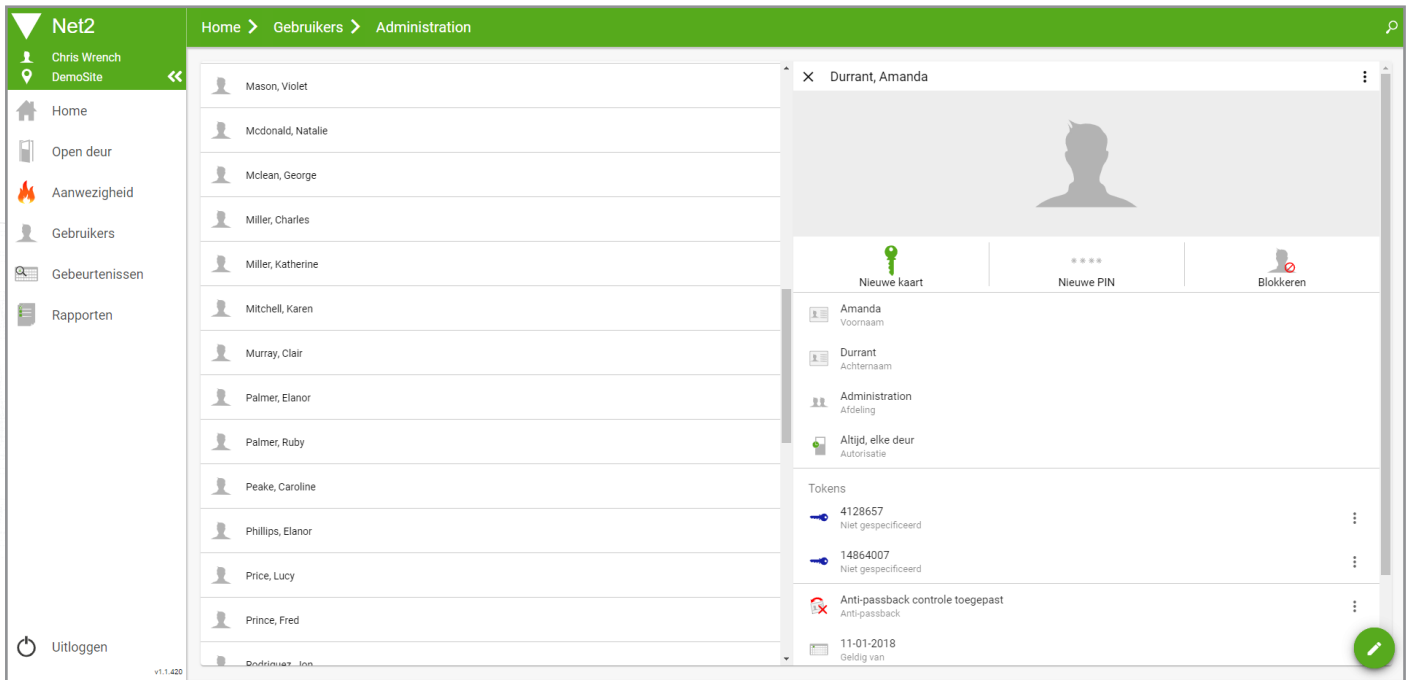 Net2
Chris Wrench
DemoSite
Home
Open deur
Aanwezigheid
Gebruikers
Gebeurtenissen
Rapporten
Uitloggen
v1.1.420
Home Gebruikers Administration
Mason, Violet
Mcdonald, Natalie
Mclean, George
Miller, Charles
Miller, Katherine
Mitchell, Karen
Murray, Clair
Palmer, Elanor
Palmer, Ruby
Peake, Caroline
Phillips, Elanor
Price, Lucy
Prince, Fred
Rodriguez, Jon
Durrant, Amanda
Nieuwe kaart
Nieuwe PIN
Blokkeren
Amanda
Voornaam
Durrant
Achternaam
Administration
Afdeling
Altijd, elke deur
Autorisatie
Tokens
4128657
Niet gespecificeerd
14864007
Niet gespecificeerd
Anti-passback controle toegepast
Anti-passback
11-01-2018
Geldig van